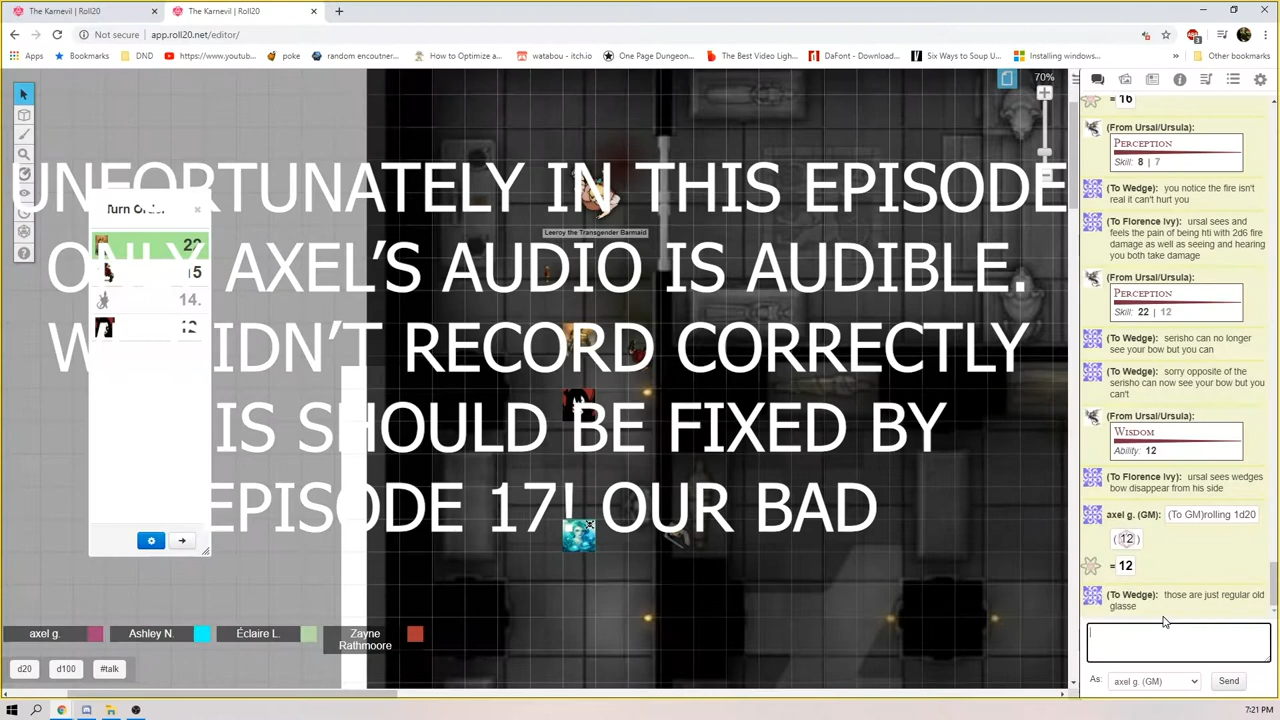 The Karnevil | Roll20
The Karnevil | Roll20
Not secure | app.roll20.net/editor/
Apps
Bookmarks
DND
https://www.youtub...
poke
random encoutner...
How to Optimize a...
watabou - itch.io
One Page Dungeon...
The Best Video Ligh...
DaFont - Download...
Six Ways to Soup U...
Installing windows...
»
Other bookmarks
70%
UNFORTUNATELY IN THIS EPISODE
ONLY AXEL'S AUDIO IS AUDIBLE.
RECORD CORRECTLY
SHOULD BE FIXED BY
EPISODE 17! OUR BAD
Turn Order
15
14.
12
Leeroy the Transgender Barmaid
axel g.
Ashley N.
Éclaire L.
Zayne
Rathmoore
d20
d100
#talk
= 16
(From Ursal/Ursula):
PERCEPTION
Skill: 8 | 7
(To Wedge): you notice the fire isn't
real it can't hurt you
(To Florence Ivy): ursal sees and
feels the pain of being hti with 2d6 fire
damage as well as seeing and hearing
you both take damage
(From Ursal/Ursula):
PERCEPTION
Skill: 22 | 12
(To Wedge): serisho can no longer
see your bow but you can
(To Wedge): sorry opposite of the
serisho can now see your bow but you
can't
(From Ursal/Ursula):
WISDOM
Ability: 12
(To Florence Ivy): ursal sees wedges
bow disappear from his side
axel g. (GM): (To GM)rolling 1d20
(12)
= 12
(To Wedge): those are just regular old
glasse
As:
axel g. (GM)
Send
7:21 PM